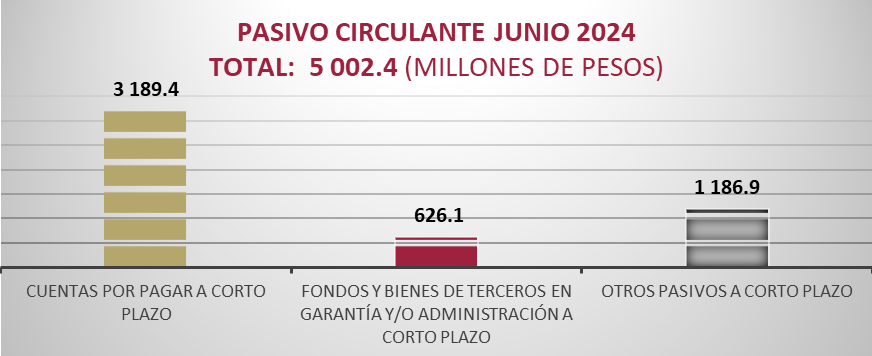 PASIVO CIRCULANTE JUNIO 2024
TOTAL: 5 002.4 (MILLONES DE PESOS)
3 189.4
626.1
1 186.9
CUENTAS POR PAGAR A CORTO
PLAZO
FONDOS Y BIENES DE TERCEROS EN
GARANTÍA Y/O ADMINISTRACIÓN A
CORTO PLAZO
OTROS PASIVOS A CORTO PLAZO